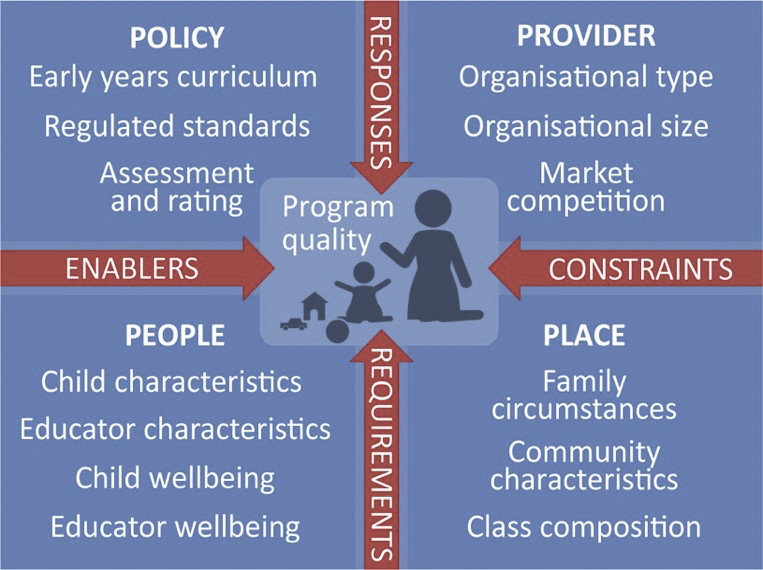 POLICY
Early years curriculum
Regulated standards
Assessment
and rating
RESPONSES
PROVIDER
Organisational type
Organisational size
Market
competition
Program
quality
ENABLERS
CONSTRAINTS
PEOPLE
Child characteristics
Educator characteristics
Child wellbeing
Educator wellbeing
REQUIREMENTS
PLACE
Family
circumstances
Community
characteristics
Class composition